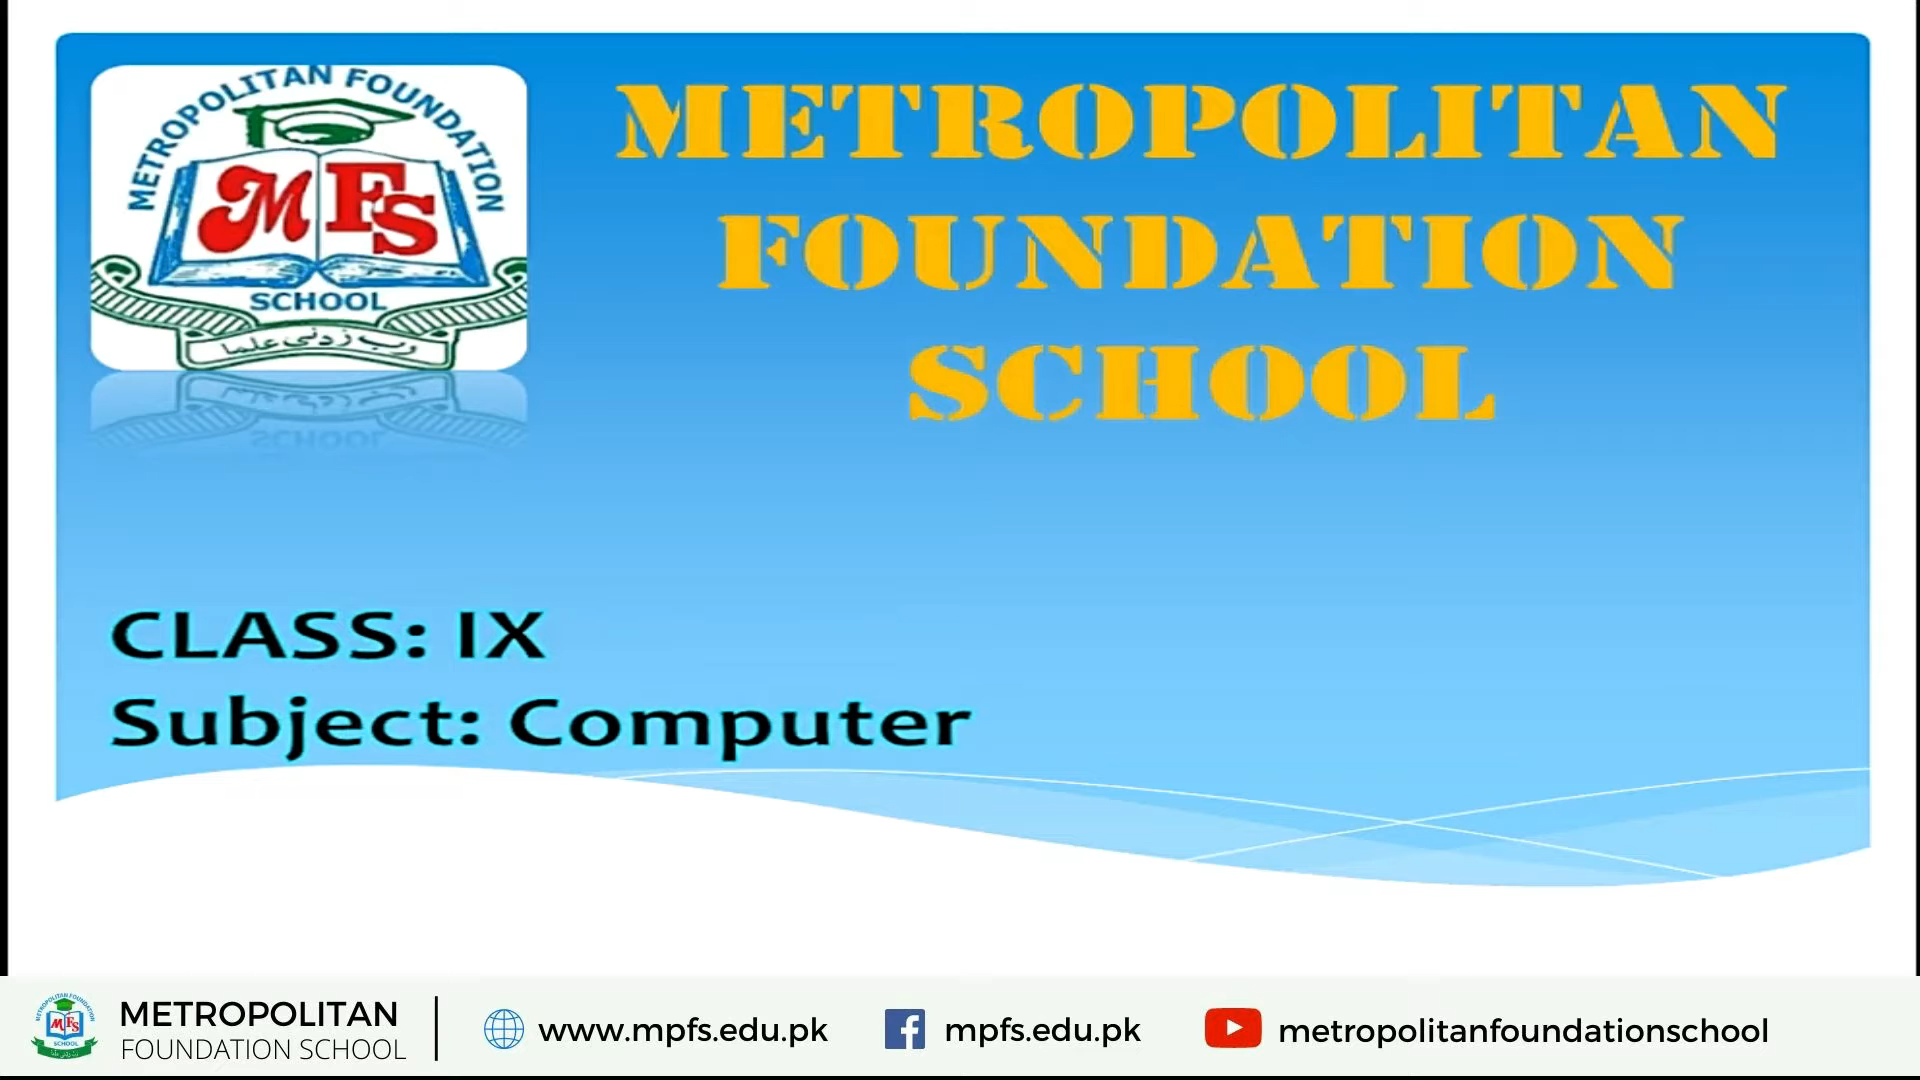 METROPOLITAN FOUNDATION
MFS
SCHOOL
رب زدنی علما
METROPOLITAN
FOUNDATION
SCHOOL
CLASS: IX
Subject: Computer
METROPOLITAN
FOUNDATION SCHOOL
www.mpfs.edu.pk
mpfs.edu.pk
metropolitanfoundationschool